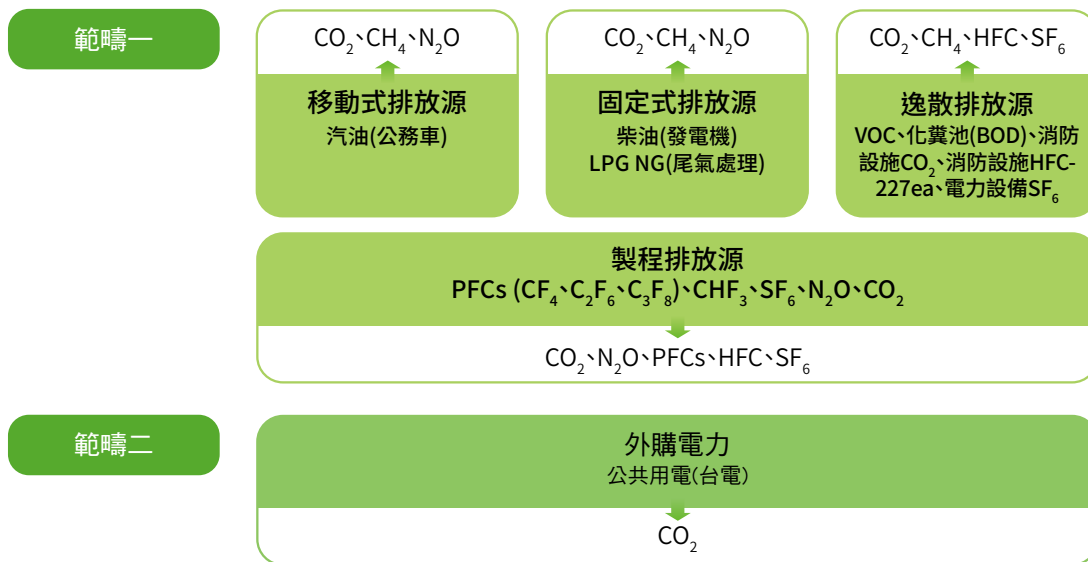 範疇一
CO₂、CH₄、N₂O
移動式排放源
汽油(公務車)
CO₂、CH₄、N₂O
固定式排放源
柴油(發電機)
LPG NG(尾氣處理)
CO₂、CH₄、HFC、SF₆
逸散排放源
VOC、化糞池(BOD)、消防
設施CO₂、消防設施HFC-
227ea、電力設備SF₆
製程排放源
PFCs (CF₄、C₂F₆、C₃F₈)、CHF₃、SF₆、N₂O、CO₂
CO₂、N₂O、PFCs、HFC、SF₆
範疇二
外購電力
公共用電(台電)
CO₂